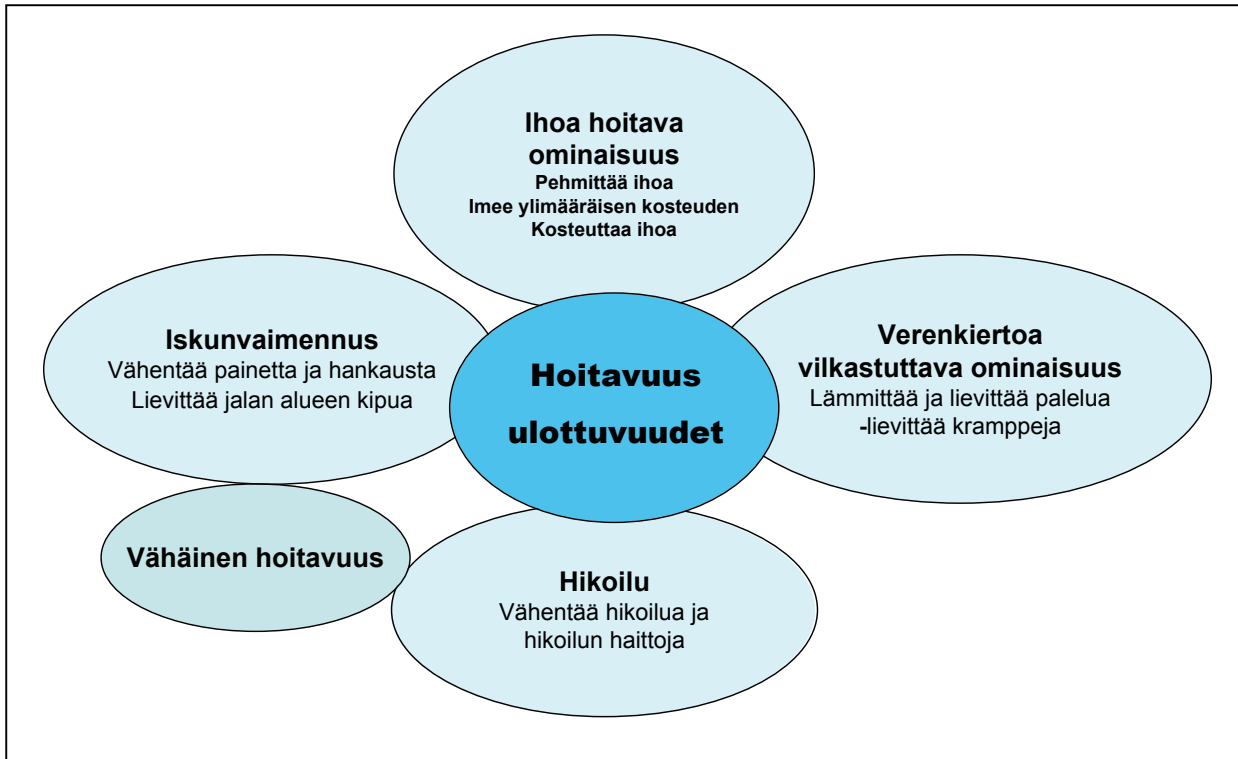 Ihoa hoitava
ominaisuus
Pehmittää ihoa
Imee ylimääräisen kosteuden
Kosteuttaa ihoa
Iskunvaimennus
Vähentää painetta ja hankausta
Lievittää jalan alueen kipua
Hoitavuus
ulottuvuudet
Verenkiertoa
vilkastuttava ominaisuus
Lämmittää ja lievittää palelua
-lievittää kramppeja
Vähäinen hoitavuus
Hikoilu
Vähentää hikoilua ja
hikoilun haittoja